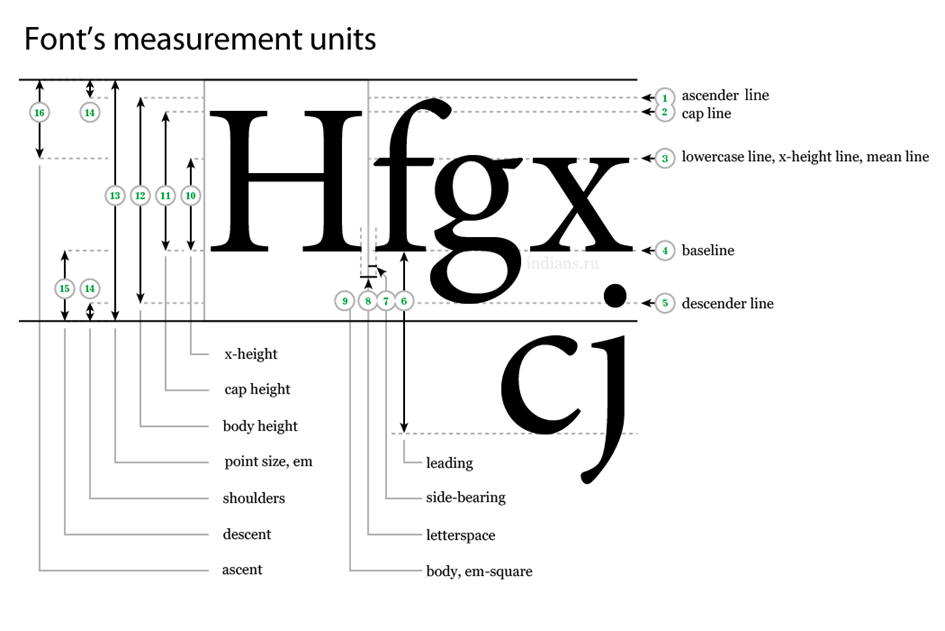 Font's measurement units
1 ascender line
2 cap line
16
14
3 lowercase line, x-height line, mean line
13
12
11
10
Hfgx
4 baseline
indians.ru
15
14
9
8
7
6
5 descender line
cj
x-height
cap height
body height
point size, em
leading
shoulders
side-bearing
descent
letterspace
ascent
body, em-square